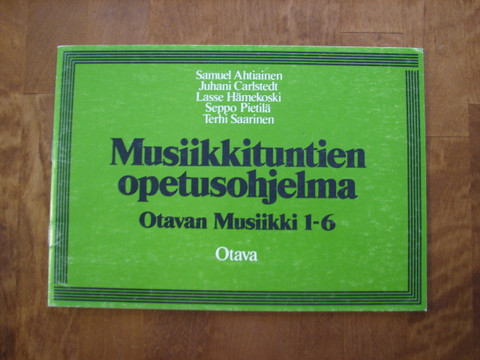 Samuel Ahtiainen
Juhani Carlstedt
Lasse Hämekoski
Seppo Pietilä
Terhi Saarinen
Musiikkituntien
opetusohjelma
Otavan Musiikki 1-6
Otava